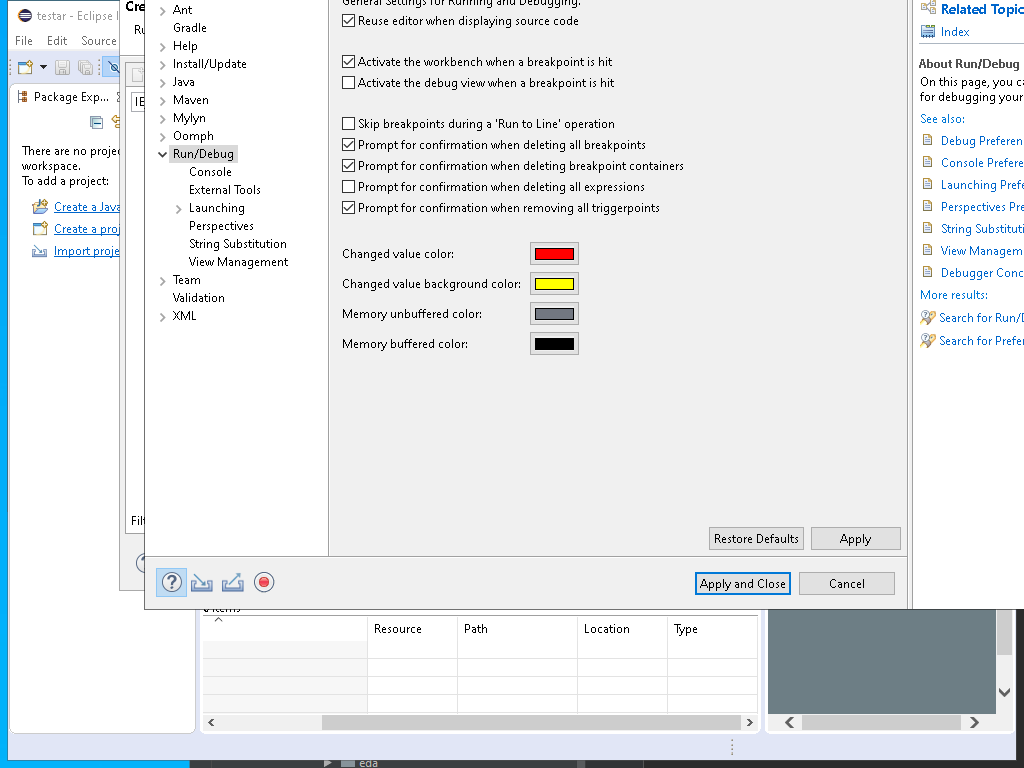 testar - Eclipse I
File Edit Source
Package Exp...
There are no proje
workspace.
To add a project:
Create a Java
Create a proj
Import proje
Cre
Ru
Filt
Ant
Gradle
Help
Install/Update
Java
Maven
Mylyn
Oomph
Run/Debug
Console
External Tools
Launching
Perspectives
String Substitution
View Management
Team
Validation
XML
General Settings for Running and Debugging.
Reuse editor when displaying source code
Activate the workbench when a breakpoint is hit
Activate the debug view when a breakpoint is hit
Skip breakpoints during a 'Run to Line' operation
Prompt for confirmation when deleting all breakpoints
Prompt for confirmation when deleting breakpoint containers
Prompt for confirmation when deleting all expressions
Prompt for confirmation when removing all triggerpoints
Changed value color:
Changed value background color:
Memory unbuffered color:
Memory buffered color:
Restore Defaults Apply
Apply and Close Cancel
Related Topic
Index
About Run/Debug
On this page, you ca
for debugging your
See also:
Debug Preferen
Console Prefere
Launching Prefe
Perspectives Pre
String Substituti
View Managem
Debugger Conc
More results:
Search for Run/D
Search for Prefer
Resource Path Location Type
eda